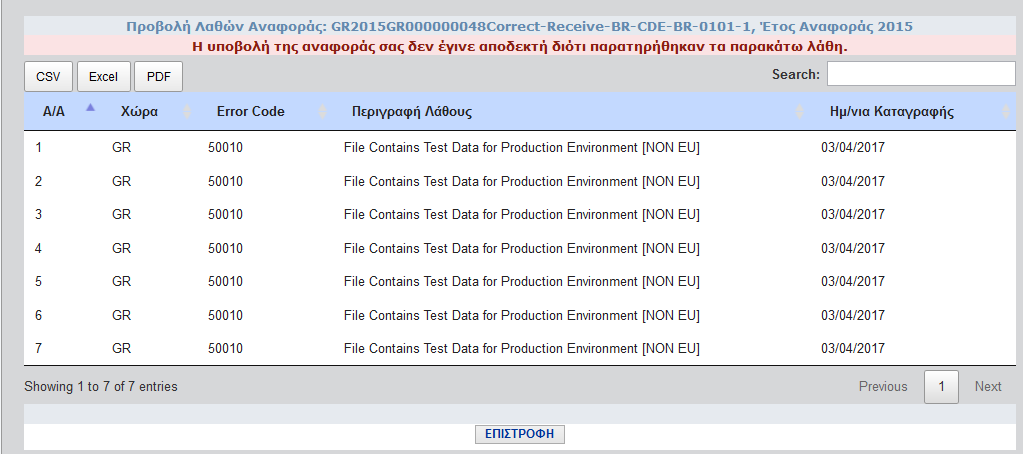 Προβολή Λαθών Αναφοράς: GR2015GR000000048Correct-Receive-BR-CDE-BR-0101-1, Έτος Αναφοράς 2015
Η υποβολή της αναφοράς σας δεν έγινε αποδεκτή διότι παρατηρήθηκαν τα παρακάτω λάθη.
CSV Excel PDF Search:
Α/Α Χώρα Error Code Περιγραφή Λάθους Ημ/νια Καταγραφής
1 GR 50010 File Contains Test Data for Production Environment [NON EU] 03/04/2017
2 GR 50010 File Contains Test Data for Production Environment [NON EU] 03/04/2017
3 GR 50010 File Contains Test Data for Production Environment [NON EU] 03/04/2017
4 GR 50010 File Contains Test Data for Production Environment [NON EU] 03/04/2017
5 GR 50010 File Contains Test Data for Production Environment [NON EU] 03/04/2017
6 GR 50010 File Contains Test Data for Production Environment [NON EU] 03/04/2017
7 GR 50010 File Contains Test Data for Production Environment [NON EU] 03/04/2017
Showing 1 to 7 of 7 entries Previous 1 Next
ΕΠΙΣΤΡΟΦΗ